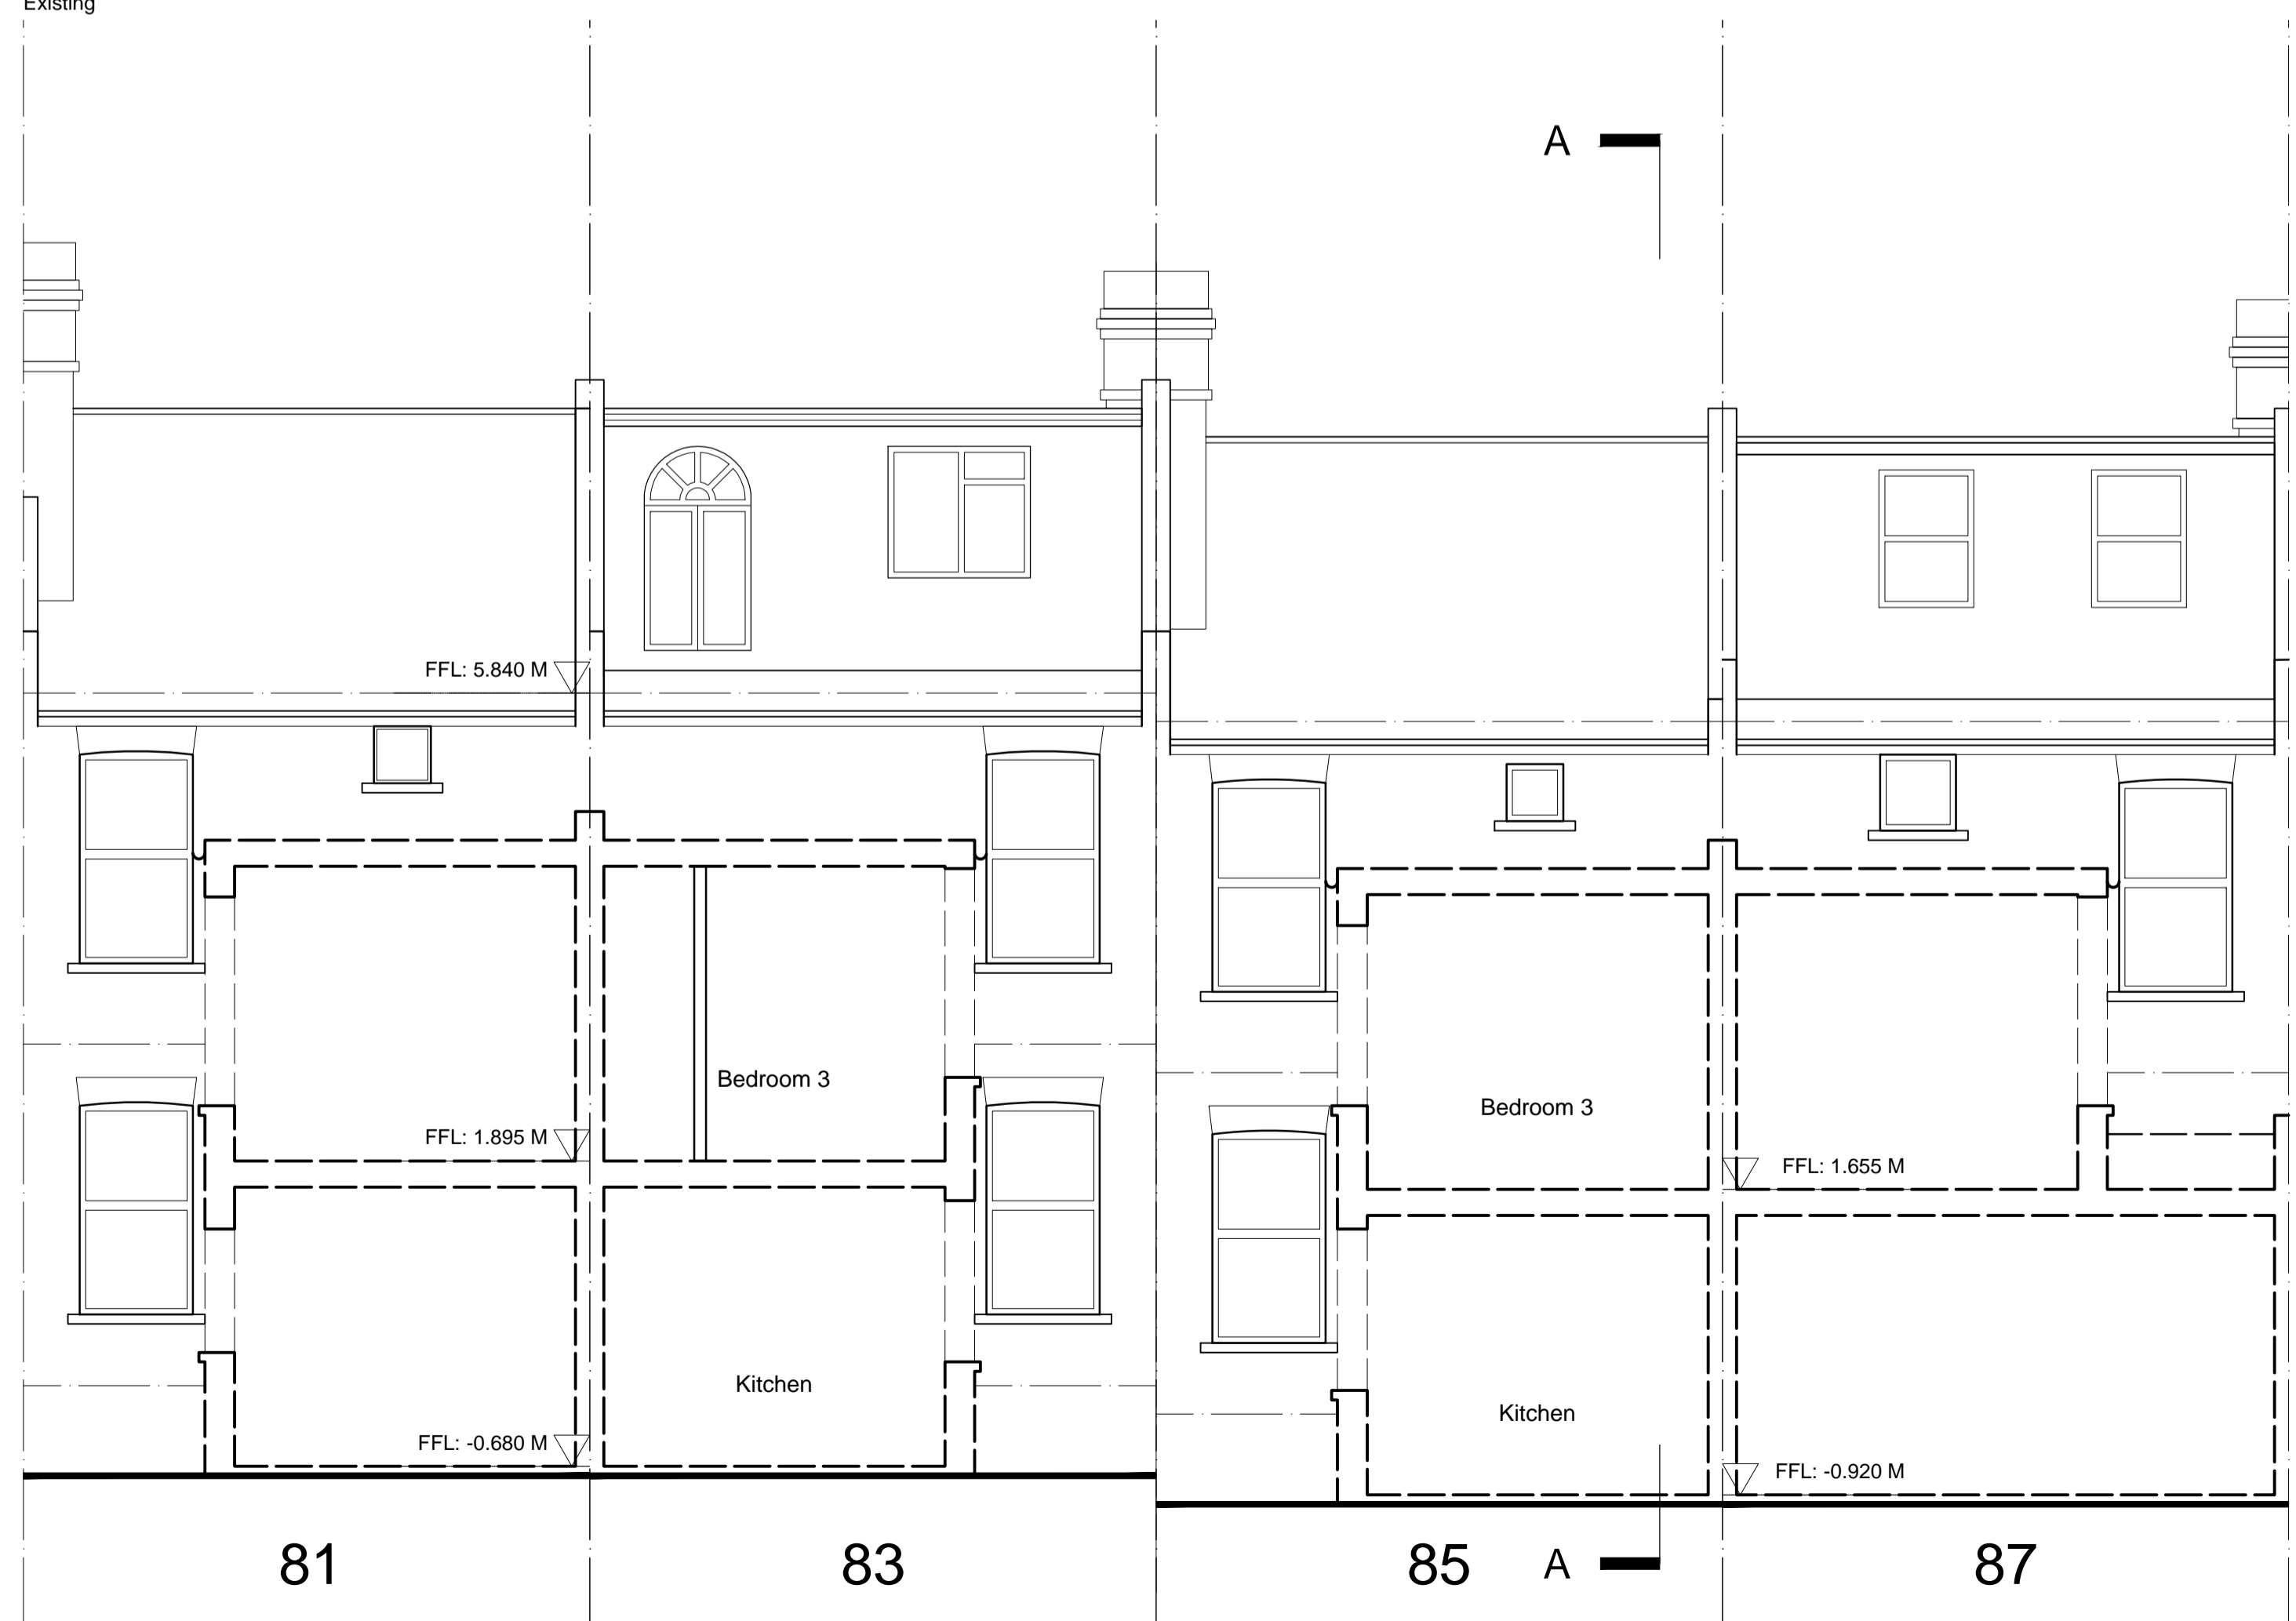 Existing
A
FFL: 5.840 M
Bedroom 3
Bedroom 3
FFL: 1.895 M
FFL: 1.655 M
Kitchen
Kitchen
FFL: -0.680 M
FFL: -0.920 M
81
83
85
A
87